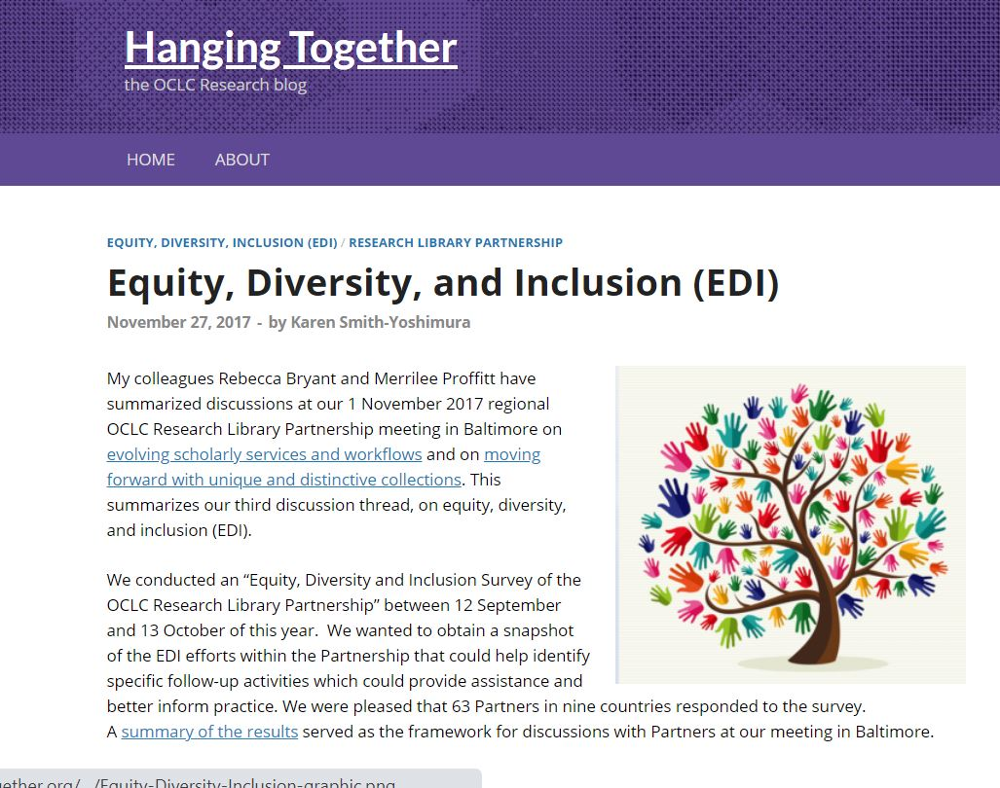 Hanging Together
the OCLC Research blog
HOME ABOUT
EQUITY, DIVERSITY, INCLUSION (EDI) / RESEARCH LIBRARY PARTNERSHIP
Equity, Diversity, and Inclusion (EDI)
November 27, 2017 - by Karen Smith-Yoshimura
My colleagues Rebecca Bryant and Merrilee Proffitt have
summarized discussions at our 1 November 2017 regional
OCLC Research Library Partnership meeting in Baltimore on
evolving scholarly services and workflows and on moving
forward with unique and distinctive collections. This
summarizes our third discussion thread, on equity, diversity,
and inclusion (EDI).
We conducted an “Equity, Diversity and Inclusion Survey of the
OCLC Research Library Partnership” between 12 September
and 13 October of this year.  We wanted to obtain a snapshot
of the EDI efforts within the Partnership that could help identify
specific follow-up activities which could provide assistance and
better inform practice. We were pleased that 63 Partners in nine countries responded to the survey.
A summary of the results served as the framework for discussions with Partners at our meeting in Baltimore.
gether.org/.../Equity-Diversity-Inclusion-graphic.png